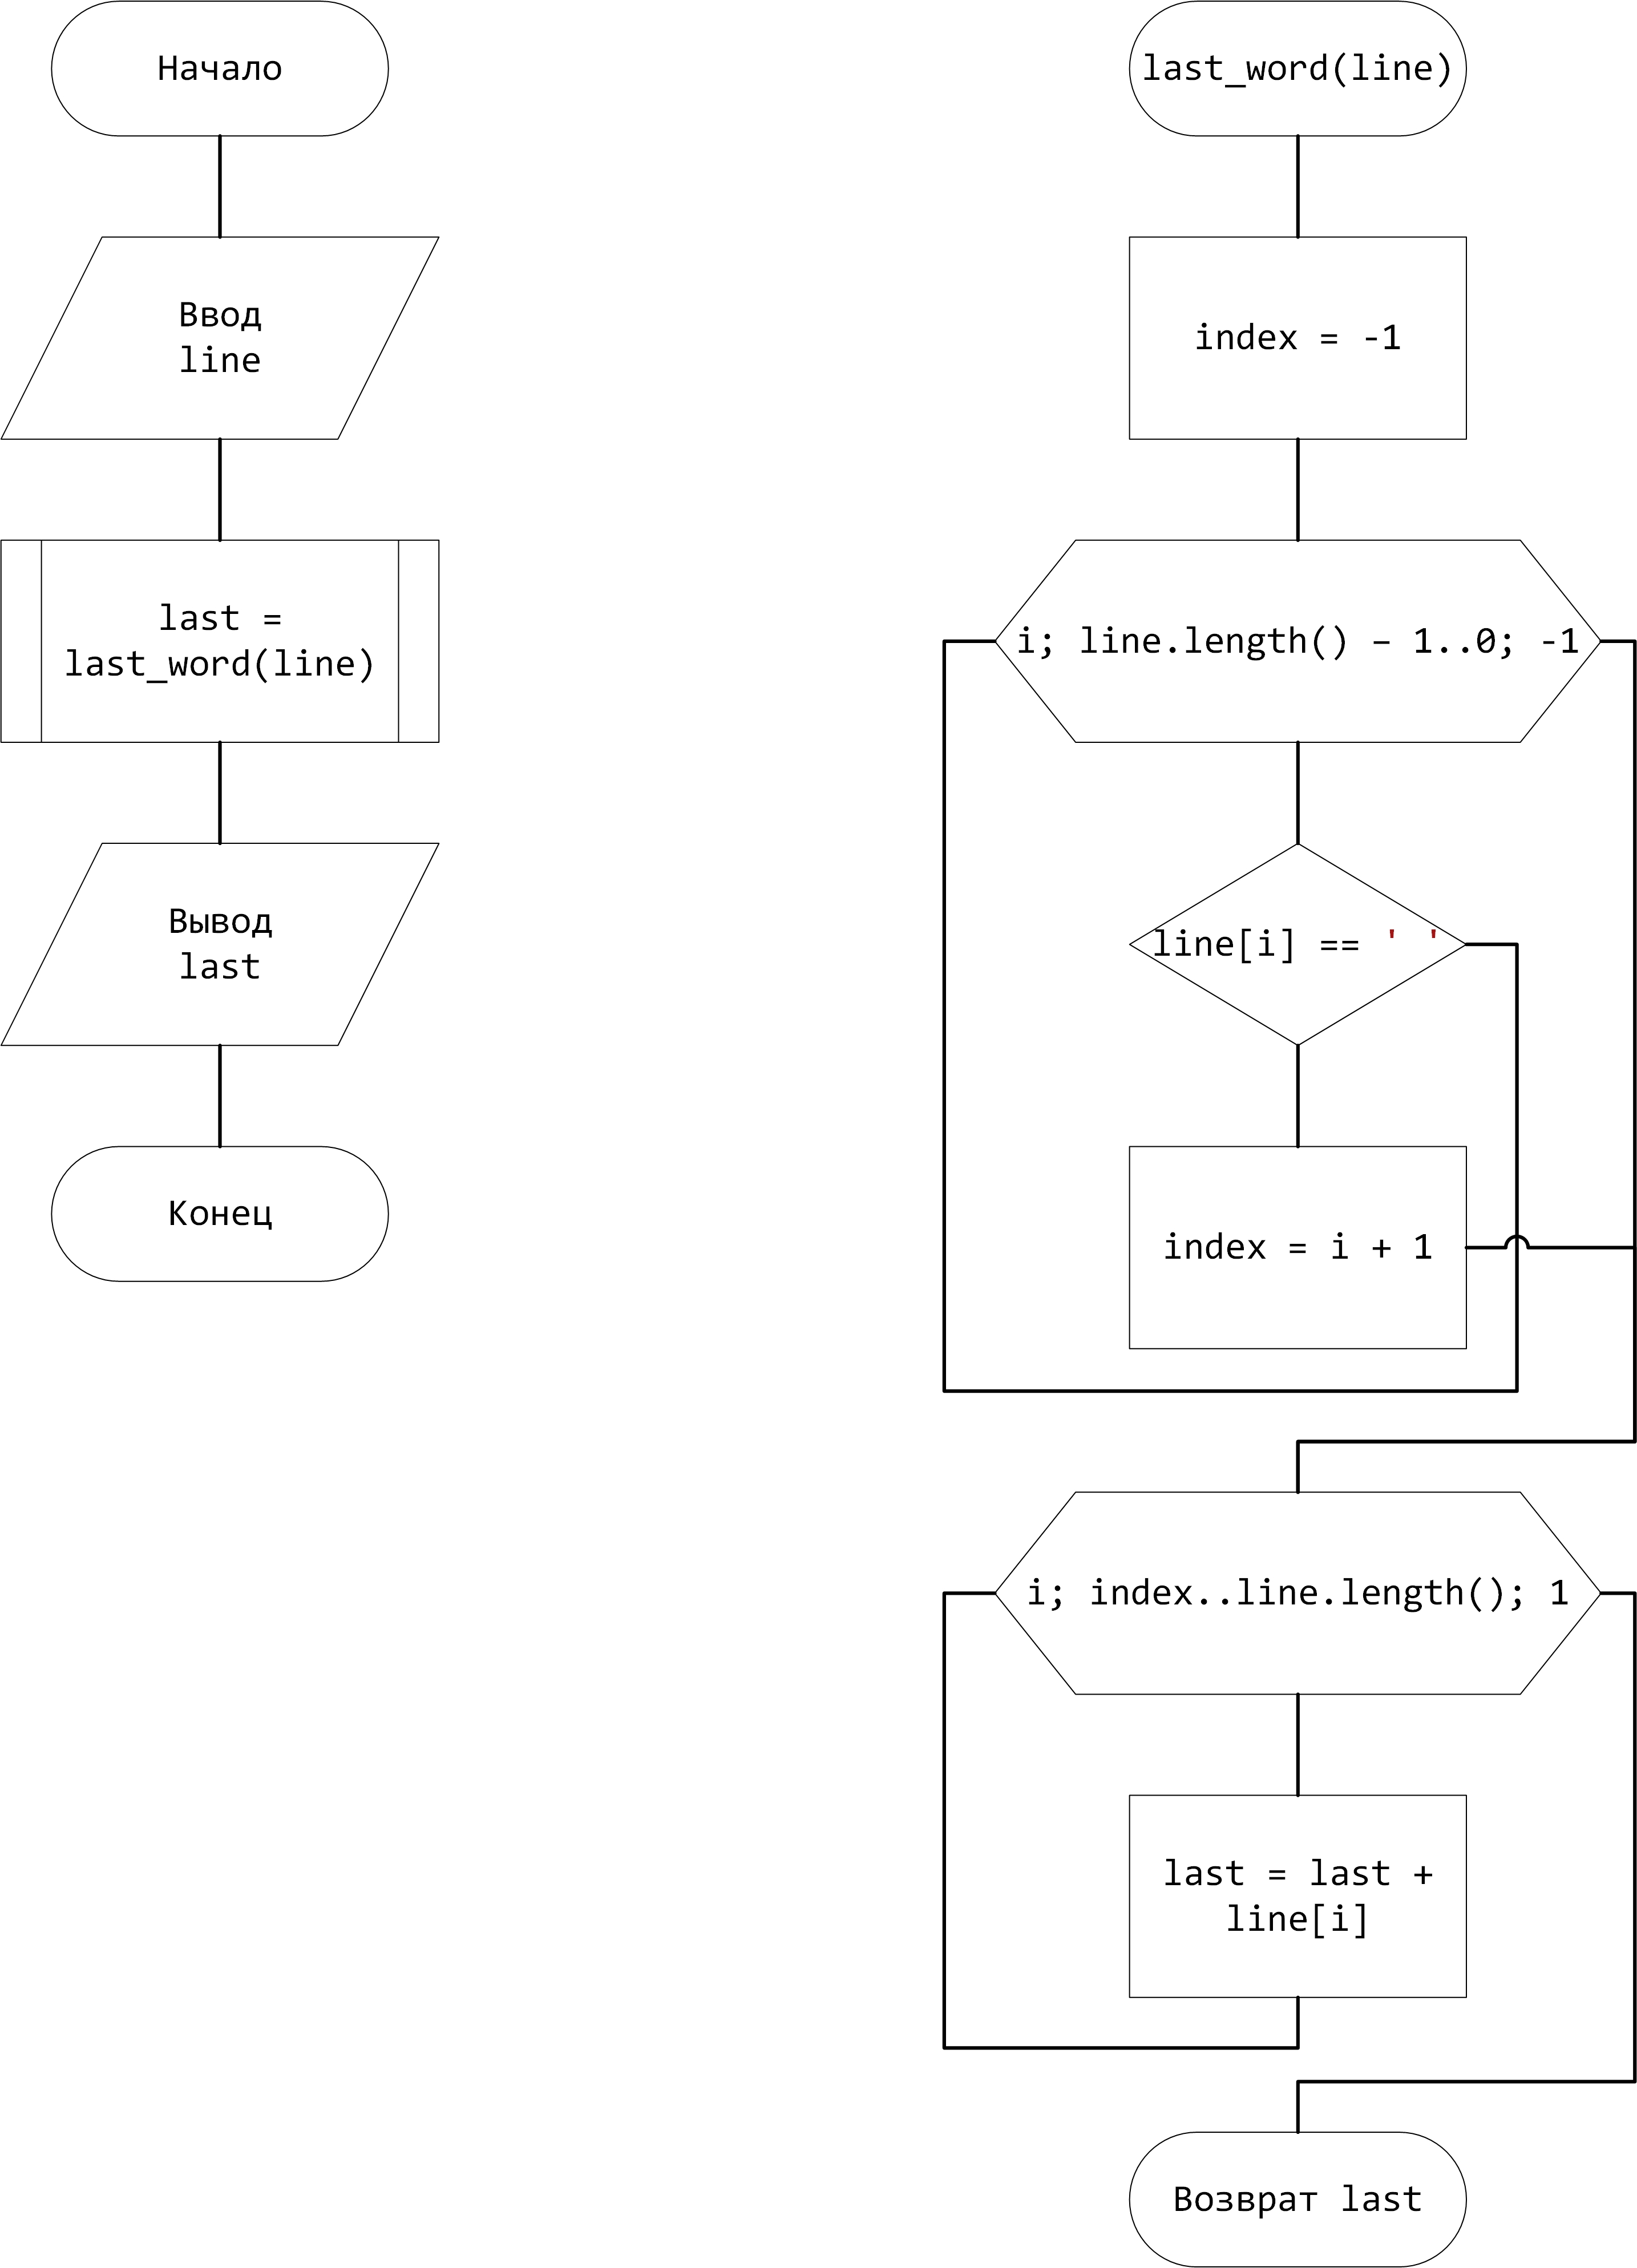 Начало
Ввод
line
last =
last_word(line)
Вывод
last
Конец
last_word(line)
index = -1
i; line.length() – 1..0; -1
line[i] == ' '
index = i + 1
i; index..line.length(); 1
last = last +
line[i]
Возврат last